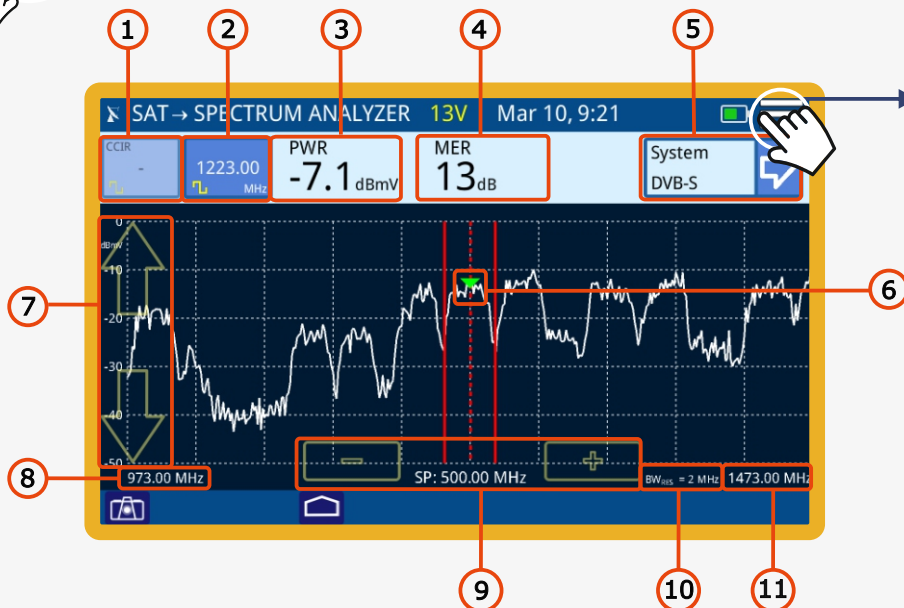 1 2 3 4 5
SAT→ SPECTRUM ANALYZER 13V Mar 10, 9:21
CCIR
-
1223.00
MHz
PWR
-7.1 dBmV
MER
13 dB
System
DVB-S
0
dBmV
-10
-20
-30
-40
-50
6
7
8
973.00 MHz
SP: 500.00 MHz
BWRES = 2 MHz
1473.00 MHz
9 10 11